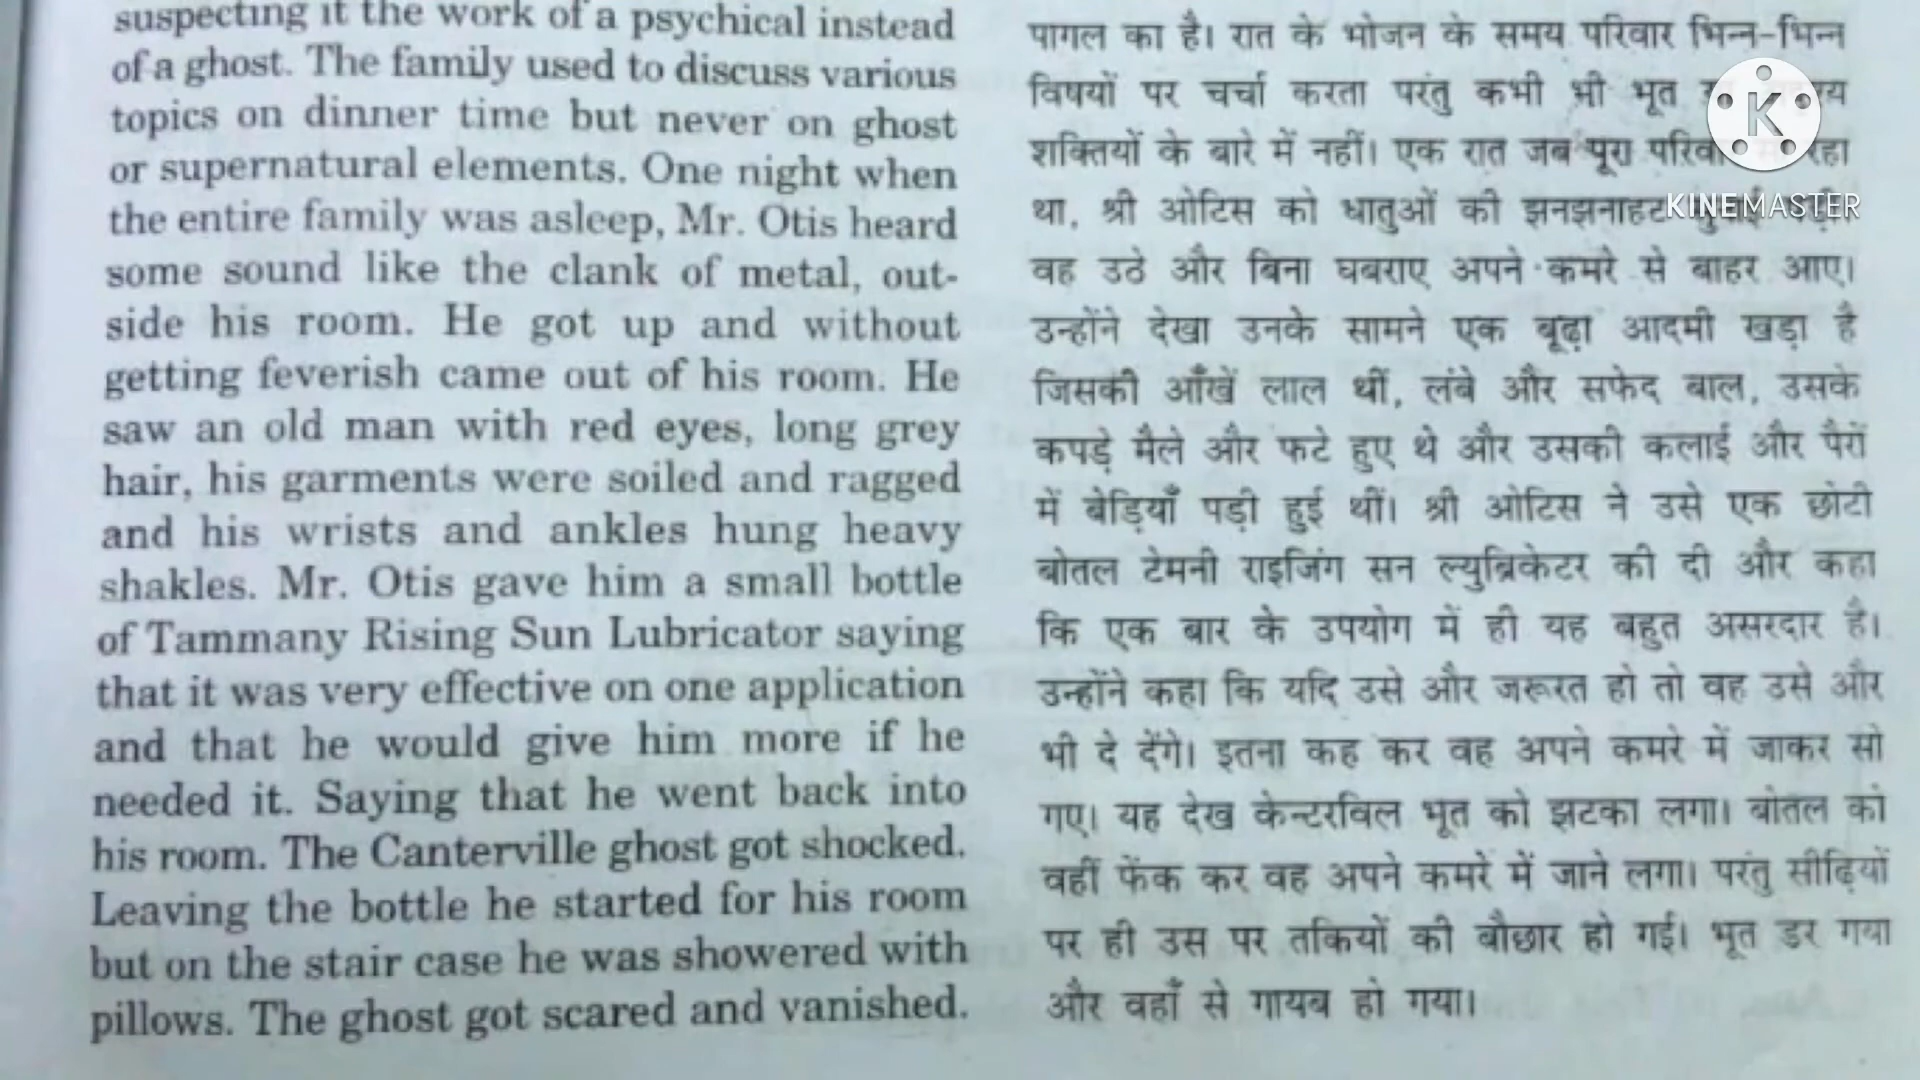 suspecting it the work of a psychical instead
of a ghost. The family used to discuss various
topics on dinner time but never on ghost
or supernatural elements. One night when
the entire family was asleep, Mr. Otis heard
some sound like the clank of metal, out-
side his room. He got up and without
getting feverish came out of his room. He
saw an old man with red eyes, long grey
hair, his garments were soiled and ragged
and his wrists and ankles hung heavy
shakles. Mr. Otis gave him a small bottle
of Tammany Rising Sun Lubricator saying
that it was very effective on one application
and that he would give him more if he
needed it. Saying that he went back into
his room. The Canterville ghost got shocked.
Leaving the bottle he started for his room
but on the stair case he was showered with
pillows. The ghost got scared and vanished.
पागल का है। रात के भोजन के समय परिवार भिन्न-भिन्न
विषयों पर चर्चा करता परंतु कभी भी भूत
शक्तियों के बारे में नहीं। एक रात जब पूरा रहा
था, श्री ओटिस को धातुओं की झनझनाहट
वह उठे और बिना घबराए अपने कमरे से बाहर आए।
उन्होंने देखा उनके सामने एक बूढ़ा आदमी खड़ा है
जिसकी आँखें लाल थीं, लंबे और सफेद बाल, उसके
कपड़े मैले और फटे हुए थे और उसकी कलाई और पैरों
में बेड़ियाँ पड़ी हुई थीं। श्री ओटिस ने उसे एक छोटी
बोतल टेमनी राइजिंग सन ल्युब्रिकेटर की दी और कहा
कि एक बार के उपयोग में ही यह बहुत असरदार है।
उन्होंने कहा कि यदि उसे और जरूरत हो तो वह उसे और
भी दे देंगे। इतना कह कर वह अपने कमरे में जाकर सो
गए। यह देख केन्टरविल भूत को झटका लगा। बोतल को
वहीं फेंक कर वह अपने कमरे में जाने लगा। परंतु सीढ़ियों
पर ही उस पर तकियों की बौछार हो गई। भूत डर गया
और वहाँ से गायब हो गया।
K
KINEMASTER